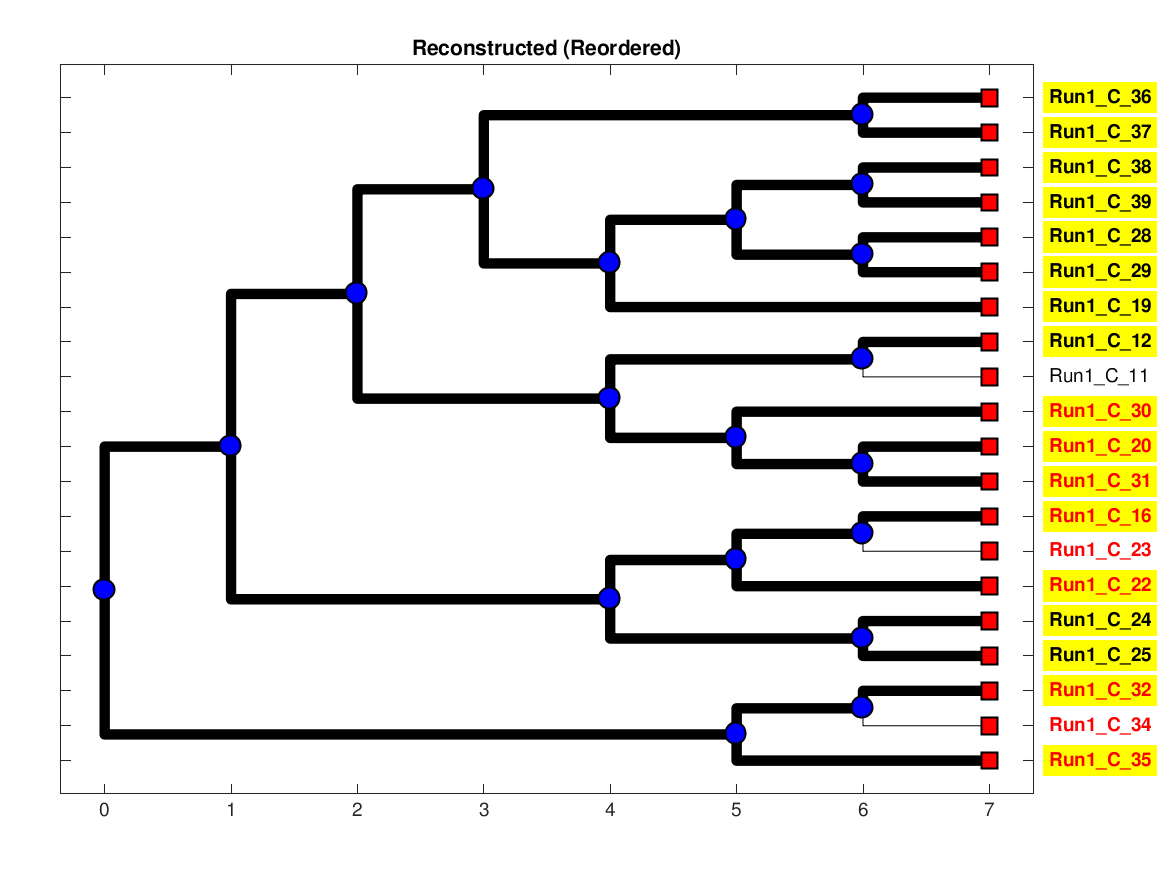 Reconstructed (Reordered)
Run1_C_36
Run1_C_37
Run1_C_38
Run1_C_39
Run1_C_28
Run1_C_29
Run1_C_19
Run1_C_12
Run1_C_11
Run1_C_30
Run1_C_20
Run1_C_31
Run1_C_16
Run1_C_23
Run1_C_22
Run1_C_24
Run1_C_25
Run1_C_32
Run1_C_34
Run1_C_35
0 1 2 3 4 5 6 7